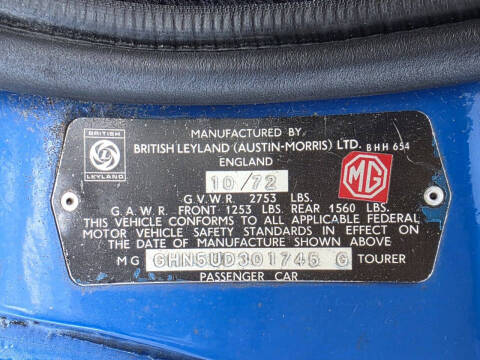 BRITISH
LEYLAND
MANUFACTURED BY
BRITISH LEYLAND (AUSTIN-MORRIS) LTD. BHH 654
ENGLAND
10/72
MG
G.V.W.R. 2753 LBS.
G.A.W.R. FRONT 1253 LBS. REAR 1560 LBS.
THIS VEHICLE CONFORMS TO ALL APPLICABLE FEDERAL
MOTOR VEHICLE SAFETY STANDARDS IN EFFECT ON
THE DATE OF MANUFACTURE SHOWN ABOVE
MG GHN5UD301745 G TOURER
PASSENGER CAR